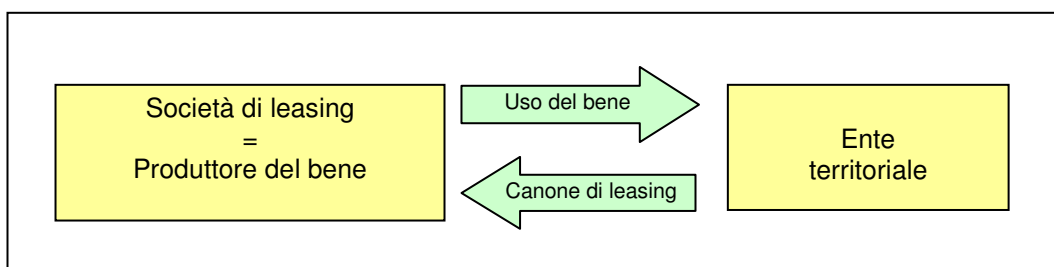 Società di leasing
=
Produttore del bene
Uso del bene
Canone di leasing
Ente
territoriale